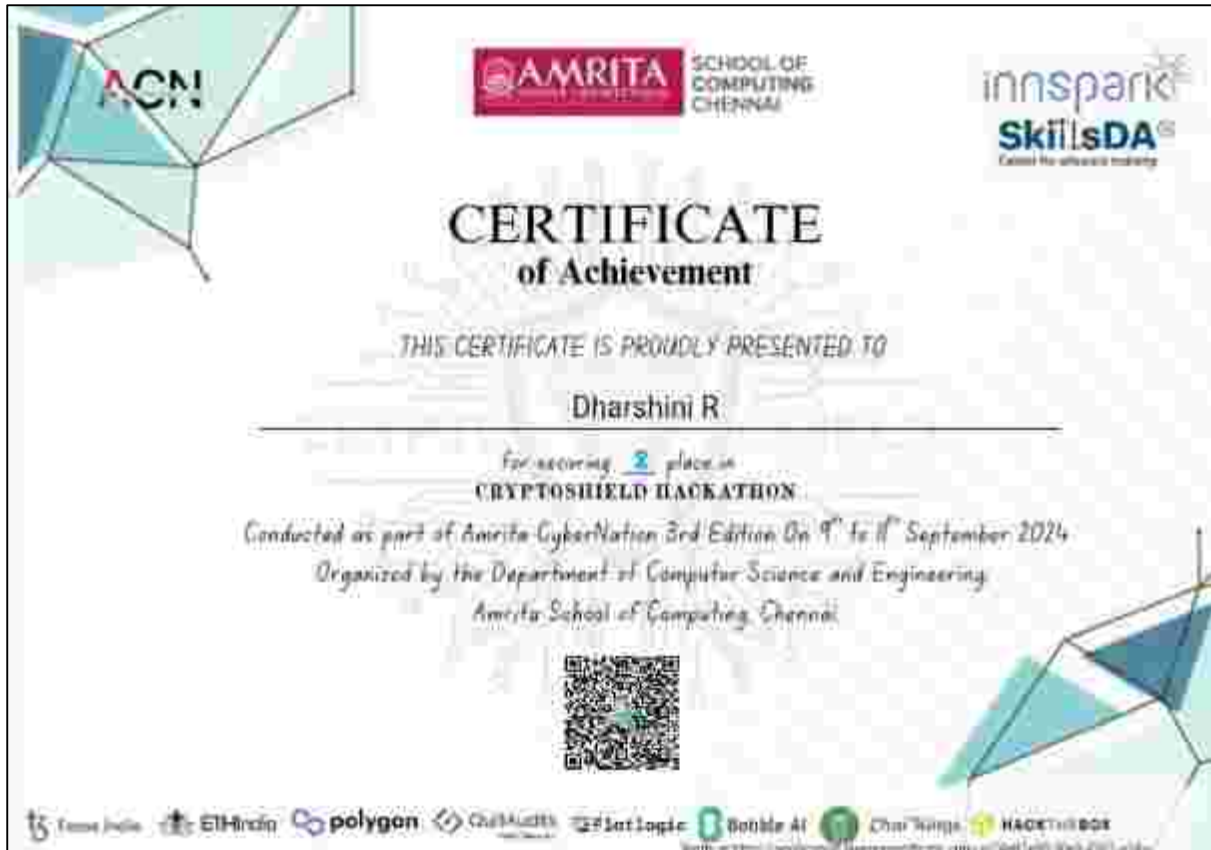 ACN
AMRITA
SCHOOL OF
COMPUTING
CHENNAI
innspark
SkillsDA
CERTIFICATE
of Achievement
THIS CERTIFICATE IS PROUDLY PRESENTED TO
Dharshini R
for securing 2 place in
CRYPTOSHIELD HACKATHON
Conducted as part of Amrita CyberNation 3rd Edition On 9th to 11th September 2024
Organized by the Department of Computer Science and Engineering
Amrita School of Computing, Chennai
ETHIndia polygon QuillAudits Flatlogic Bobble AI HACKTHEBOX